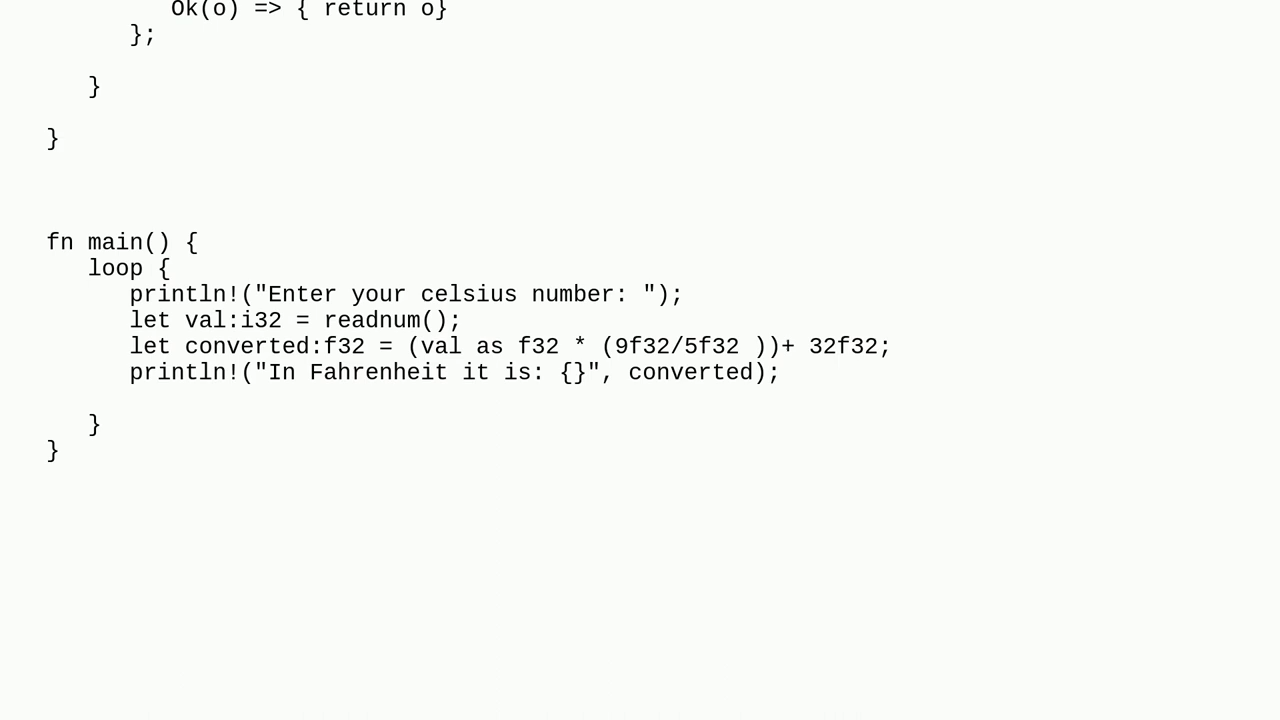 Ok(o) => { return o}
};
}
}
fn main() {
loop {
println!("Enter your celsius number: ");
let val:i32 = readnum();
let converted:f32 = (val as f32 * (9f32/5f32 ))+ 32f32;
println!("In Fahrenheit it is: {}", converted);
}
}